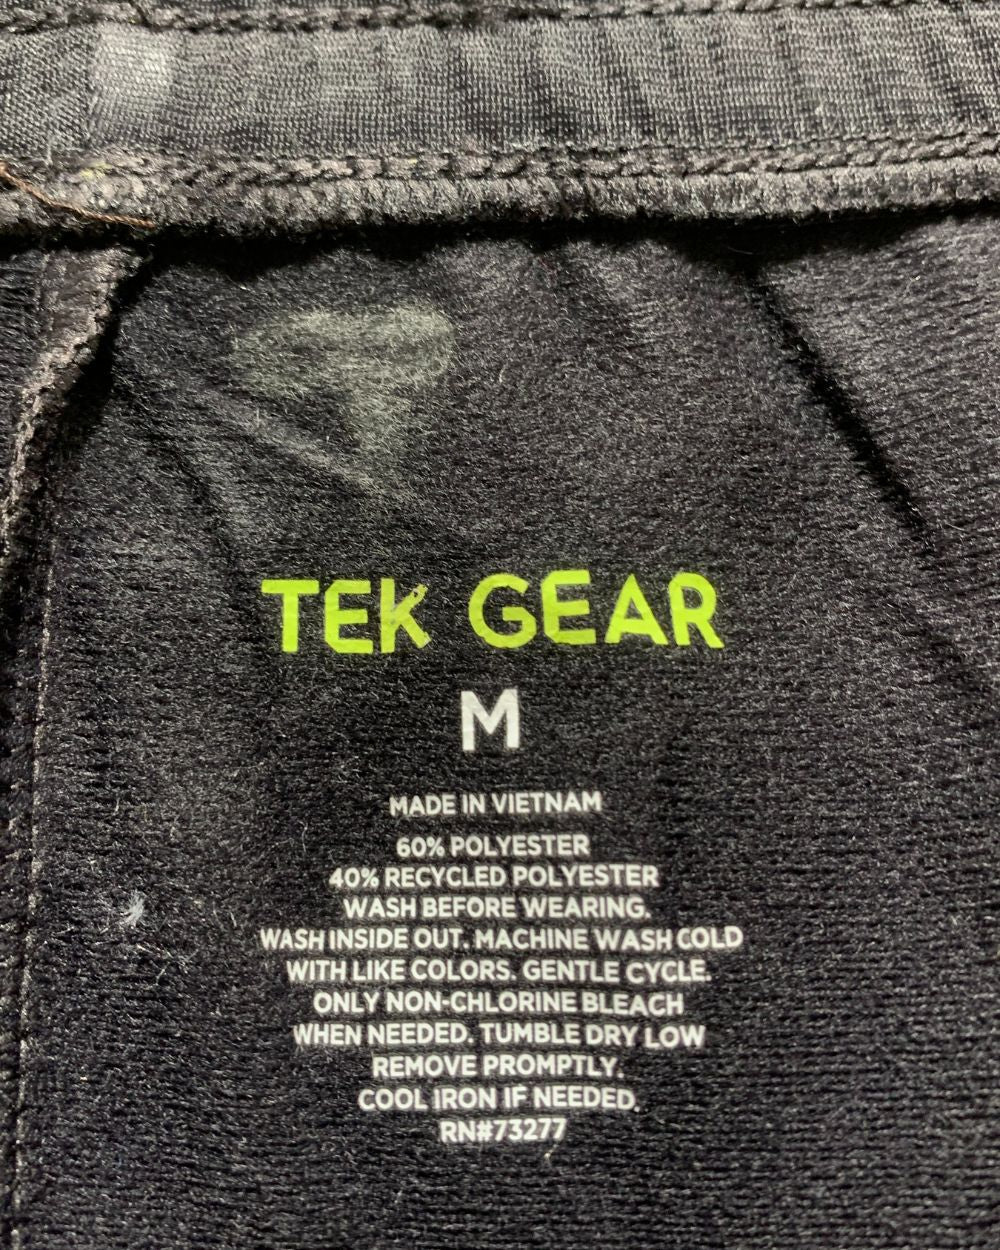 TEK GEAR
M
MADE IN VIETNAM
60% POLYESTER
40% RECYCLED POLYESTER
WASH BEFORE WEARING.
WASH INSIDE OUT. MACHINE WASH COLD
WITH LIKE COLORS. GENTLE CYCLE.
ONLY NON-CHLORINE BLEACH
WHEN NEEDED. TUMBLE DRY LOW
REMOVE PROMPTLY.
COOL IRON IF NEEDED.
RN#73277